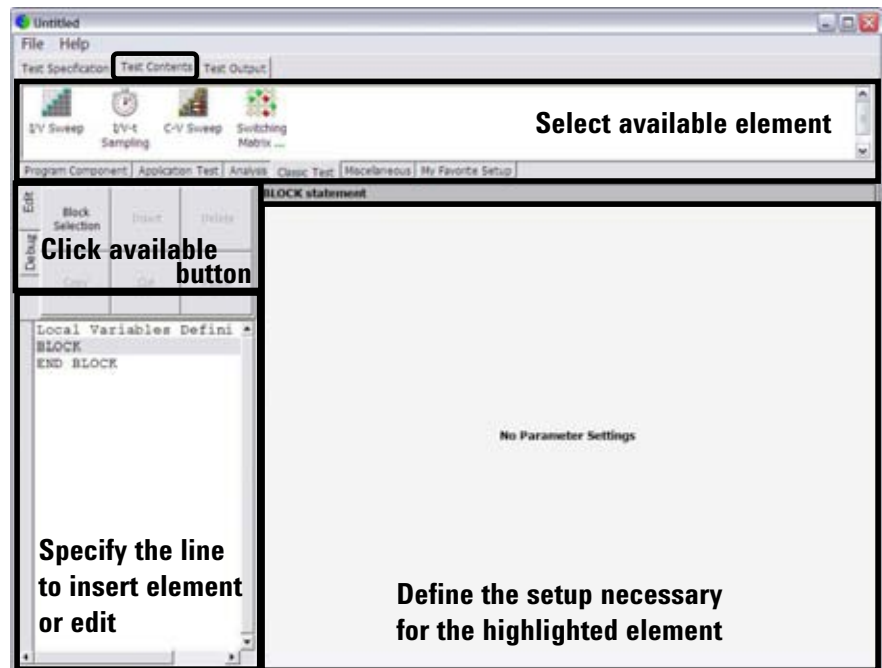 Untitled
File Help
Test Specification Test Contents Test Output
I/V Sweep
I/V-t Sampling
C-V Sweep
Switching Matrix ...
Select available element
Program Component Application Test Analysis Classic Test Miscelaneous My Favorite Setup
Edit
Debug
Block Selection
Insert
Delete
Click available
button
Copy
Cut
BLOCK statement
Local Variables Defini
BLOCK
END BLOCK
No Parameter Settings
Specify the line
to insert element
or edit
Define the setup necessary
for the highlighted element